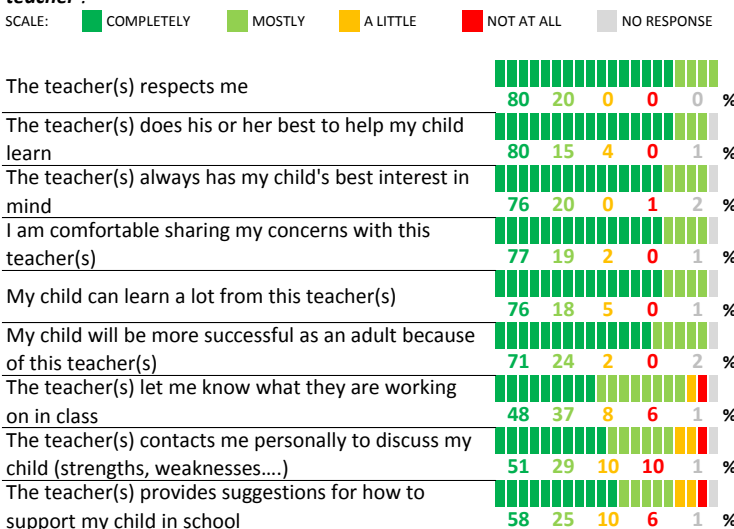 teacher :
SCALE: COMPLETELY MOSTLY A LITTLE NOT AT ALL NO RESPONSE
The teacher(s) respects me
80 20 0 0 0 %
The teacher(s) does his or her best to help my child
learn
80 15 4 0 1 %
The teacher(s) always has my child's best interest in
mind
76 20 0 1 2 %
I am comfortable sharing my concerns with this
teacher(s)
77 19 2 0 1 %
My child can learn a lot from this teacher(s)
76 18 5 0 1 %
My child will be more successful as an adult because
of this teacher(s)
71 24 2 0 2 %
The teacher(s) let me know what they are working
on in class
48 37 8 6 1 %
The teacher(s) contacts me personally to discuss my
child (strengths, weaknesses....)
51 29 10 10 1 %
The teacher(s) provides suggestions for how to
support my child in school
58 25 10 6 1 %